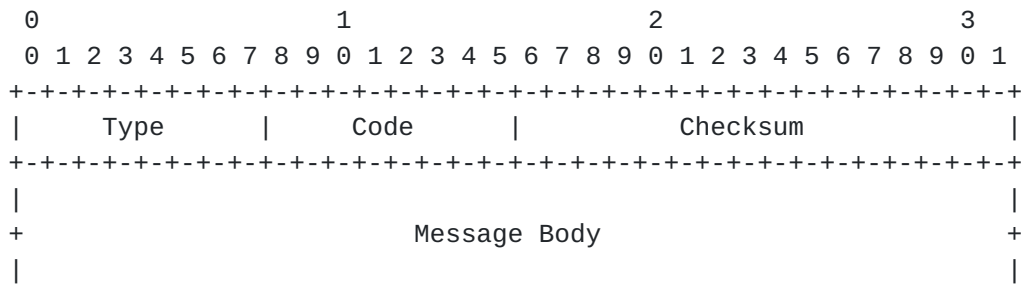 0                   1                   2                   3
 0 1 2 3 4 5 6 7 8 9 0 1 2 3 4 5 6 7 8 9 0 1 2 3 4 5 6 7 8 9 0 1
+-+-+-+-+-+-+-+-+-+-+-+-+-+-+-+-+-+-+-+-+-+-+-+-+-+-+-+-+-+-+-+-+
|     Type      |     Code      |          Checksum             |
+-+-+-+-+-+-+-+-+-+-+-+-+-+-+-+-+-+-+-+-+-+-+-+-+-+-+-+-+-+-+-+-+
|                                                               |
+                         Message Body                          +
|                                                               |